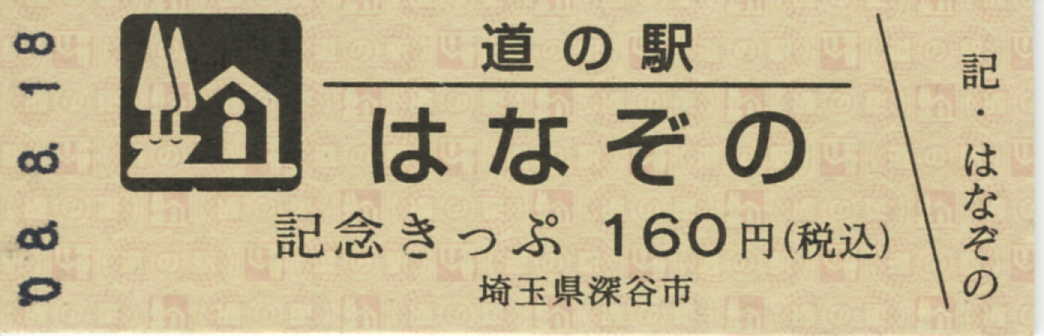 '08. 8. 18
道の駅
はなぞの
記念きっぷ 160円(税込)
埼玉県深谷市
記・はなぞの